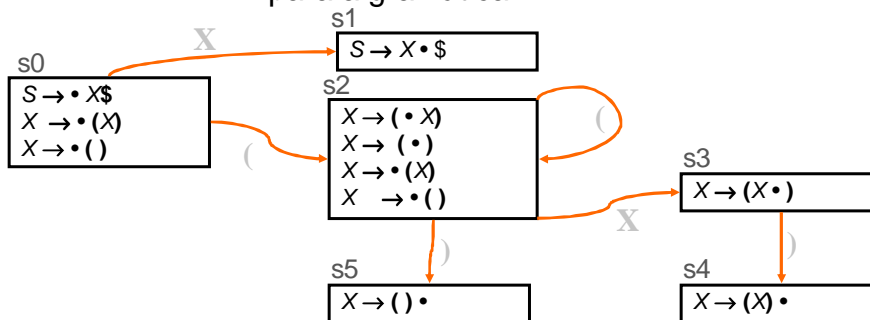 s1
X
S → X • $
s0
s2
S → • X$
X → • (X)
X → • ( )
(
X → ( • X)
X → ( • )
X → • (X)
X → • ( )
(
s3
X → (X • )
X
)
)
s5
s4
X → ( ) •
X → (X) •